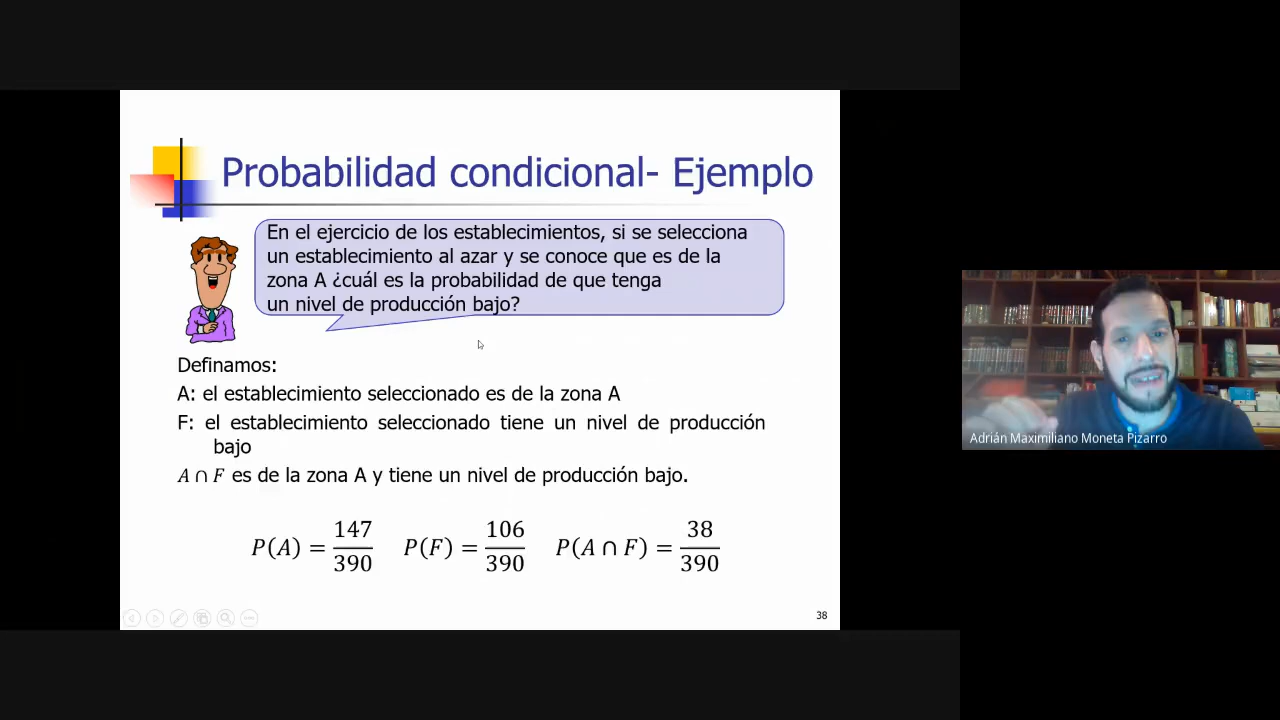 Probabilidad condicional- Ejemplo
En el ejercicio de los establecimientos, si se selecciona
un establecimiento al azar y se conoce que es de la
zona A ¿cuál es la probabilidad de que tenga
un nivel de producción bajo?
Definamos:
A: el establecimiento seleccionado es de la zona A
F: el establecimiento seleccionado tiene un nivel de producción
bajo
A ∩ F es de la zona A y tiene un nivel de producción bajo.
P(A) = 147/390 P(F) = 106/390 P(A ∩ F) = 38/390
38
Adrián Maximiliano Moneta Pizarro